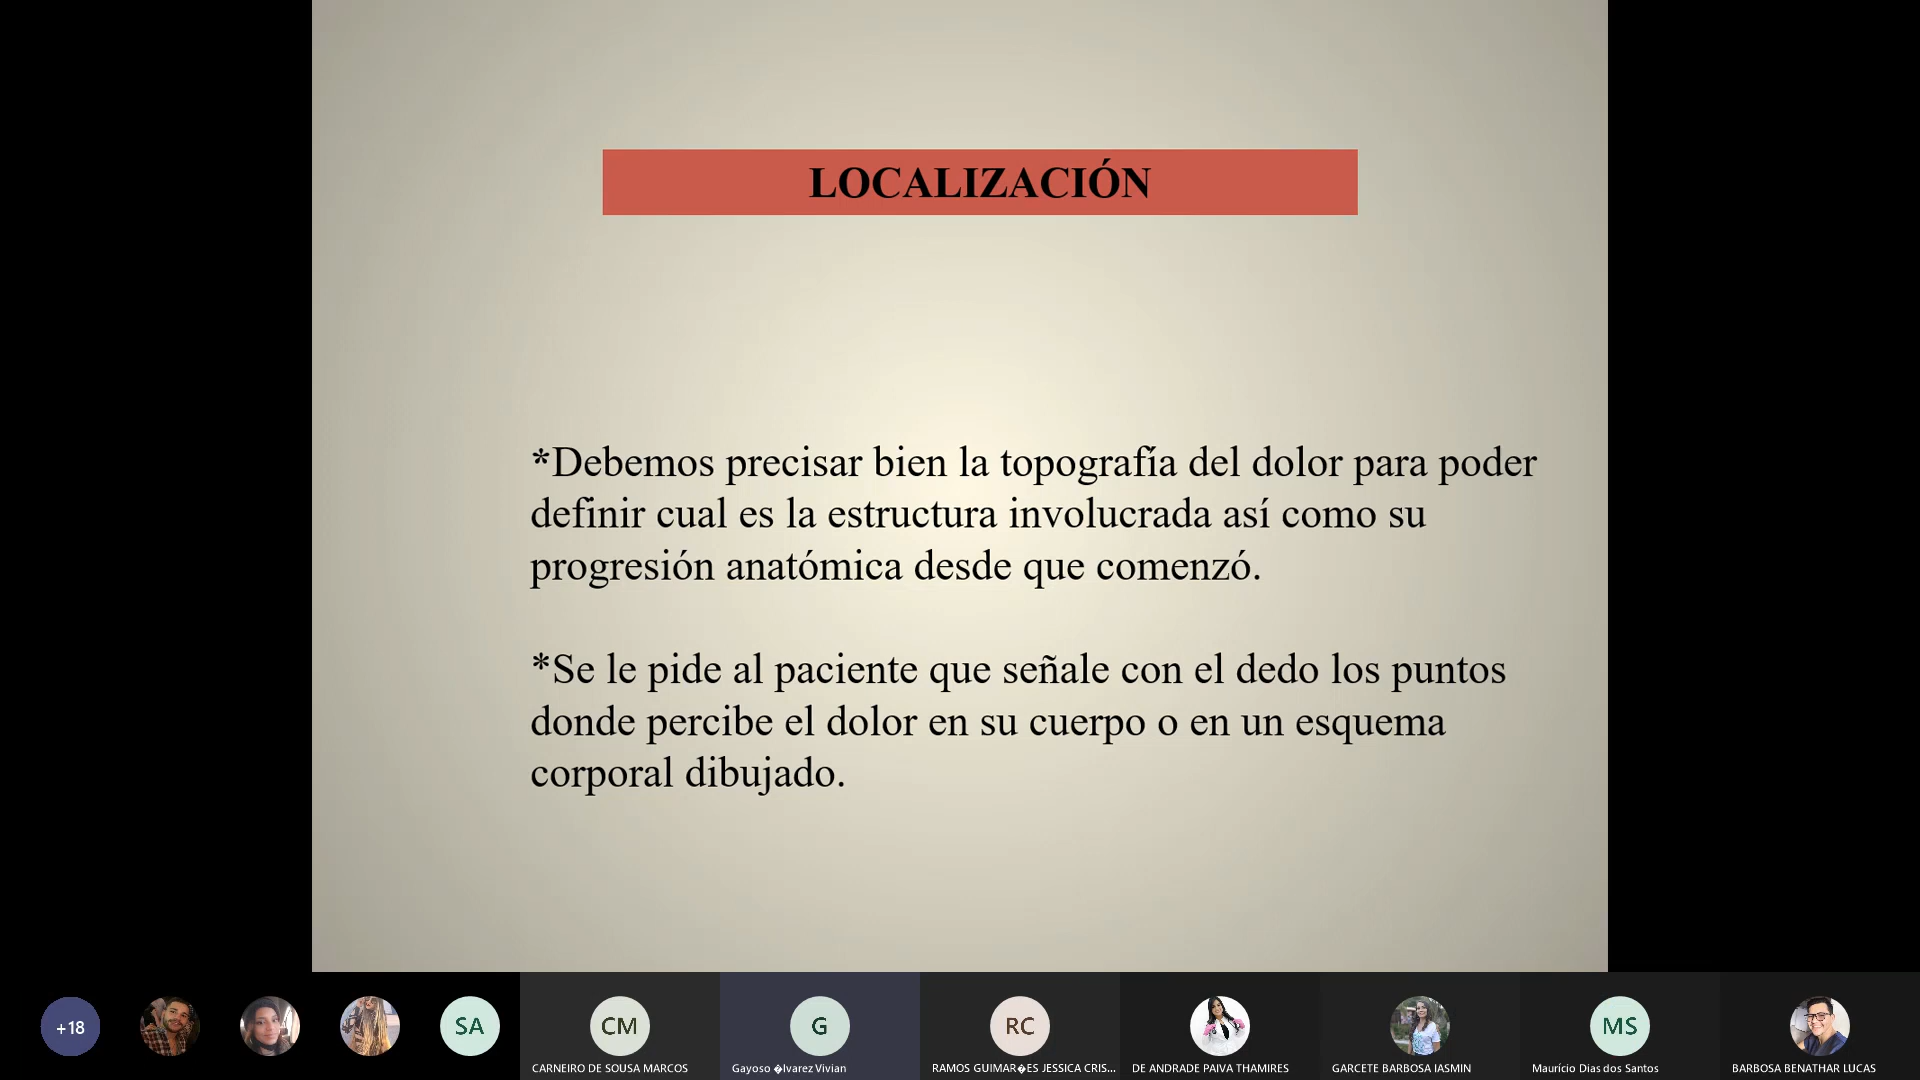 LOCALIZACIÓN
*Debemos precisar bien la topografía del dolor para poder
definir cual es la estructura involucrada así como su
progresión anatómica desde que comenzó.
*Se le pide al paciente que señale con el dedo los puntos
donde percibe el dolor en su cuerpo o en un esquema
corporal dibujado.
+18
SA
CM
G
RC
MS
CARNEIRO DE SOUSA MARCOS
Gayoso �lvarez Vivian
RAMOS GUIMAR�ES JESSICA CRIS...
DE ANDRADE PAIVA THAMIRES
GARCETE BARBOSA IASMIN
Maurício Dias dos Santos
BARBOSA BENATHAR LUCAS